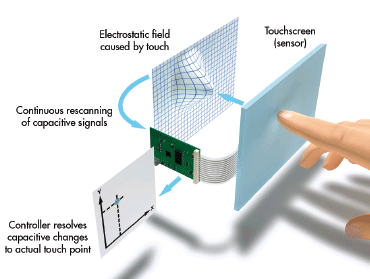 Electrostatic field
caused by touch
Touchscreen
(sensor)
Continuous rescanning
of capacitive signals
Controller resolves
capacitive changes
to actual touch point
Y
X